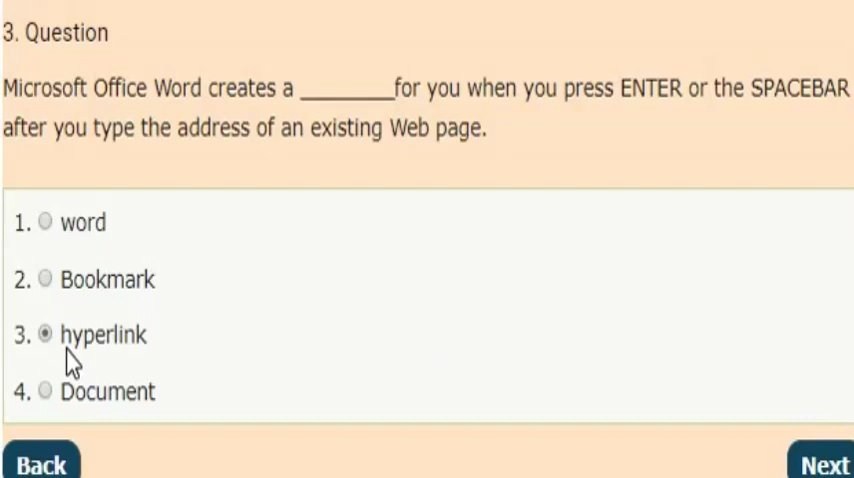 3. Question
Microsoft Office Word creates a ________for you when you press ENTER or the SPACEBAR
after you type the address of an existing Web page.
1. word
2. Bookmark
3. hyperlink
4. Document
Back
Next